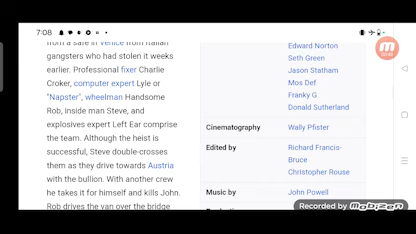 7:08
from a safe in Venice from Italian
gangsters who had stolen it weeks
earlier. Professional fixer Charlie
Croker, computer expert Lyle or
"Napster", wheelman Handsome
Rob, inside man Steve, and
explosives expert Left Ear comprise
the team. Although the heist is
successful, Steve double-crosses
them as they drive towards Austria
with the bullion. With another crew
he takes it for himself and kills John.
Rob drives the van over the bridge
Edward Norton
Seth Green
Jason Statham
Mos Def
Franky G
Donald Sutherland
Cinematography Wally Pfister
Edited by Richard Francis-
Bruce
Christopher Rouse
Music by John Powell
Recorded by mobizen